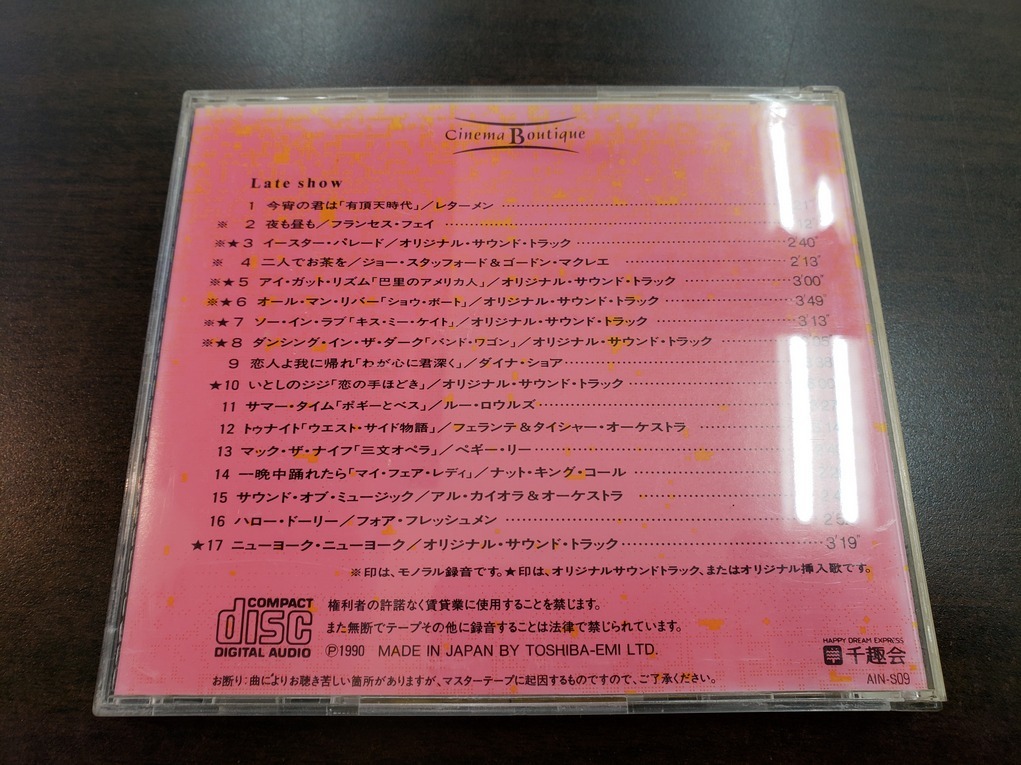 Cinema Boutique
Late show
1 今宵の君は「有頂天時代」／レターメン
※ 2 夜も昼も／フランセス・フェイ
※★3 イースター・パレード／オリジナル・サウンド・トラック 2'40"
※ 4 二人でお茶を／ジョー・スタッフォード＆ゴードン・マクレエ 2'13"
※★5 アイ・ガット・リズム「巴里のアメリカ人」／オリジナル・サウンド・トラック 3'00"
※★6 オール・マン・リバー「ショウ・ボート」／オリジナル・サウンド・トラック 3'49"
※★7 ソー・イン・ラブ「キス・ミー・ケイト」／オリジナル・サウンド・トラック 3'13"
※★8 ダンシング・イン・ザ・ダーク「バンド・ワゴン」／オリジナル・サウンド・トラック
9 恋人よ我に帰れ「わが心に君深く」／ダイナ・ショア
★10 いとしのジジ「恋の手ほどき」／オリジナル・サウンド・トラック
11 サマー・タイム「ポギーとベス」／ルー・ロウルズ
12 トゥナイト「ウエスト・サイド物語」／フェランテ＆タイシャー・オーケストラ
13 マック・ザ・ナイフ「三文オペラ」／ペギー・リー
14 一晩中踊れたら「マイ・フェア・レディ」／ナット・キング・コール
15 サウンド・オブ・ミュージック／アル・カイオラ＆オーケストラ
16 ハロー・ドーリー／フォア・フレッシュメン
★17 ニューヨーク・ニューヨーク／オリジナル・サウンド・トラック 3'19"
※印は、モノラル録音です。★印は、オリジナルサウンドトラック、またはオリジナル挿入歌です。
COMPACT disc DIGITAL AUDIO
権利者の許諾なく賃貸業に使用することを禁じます。
また無断でテープその他に録音することは法律で禁じられています。
Ⓟ1990 MADE IN JAPAN BY TOSHIBA-EMI LTD.
HAPPY DREAM EXPRESS
千趣会
AIN-S09
お断り：曲によりお聴き苦しい箇所がありますが、マスターテープに起因するものですので、ご了承ください。